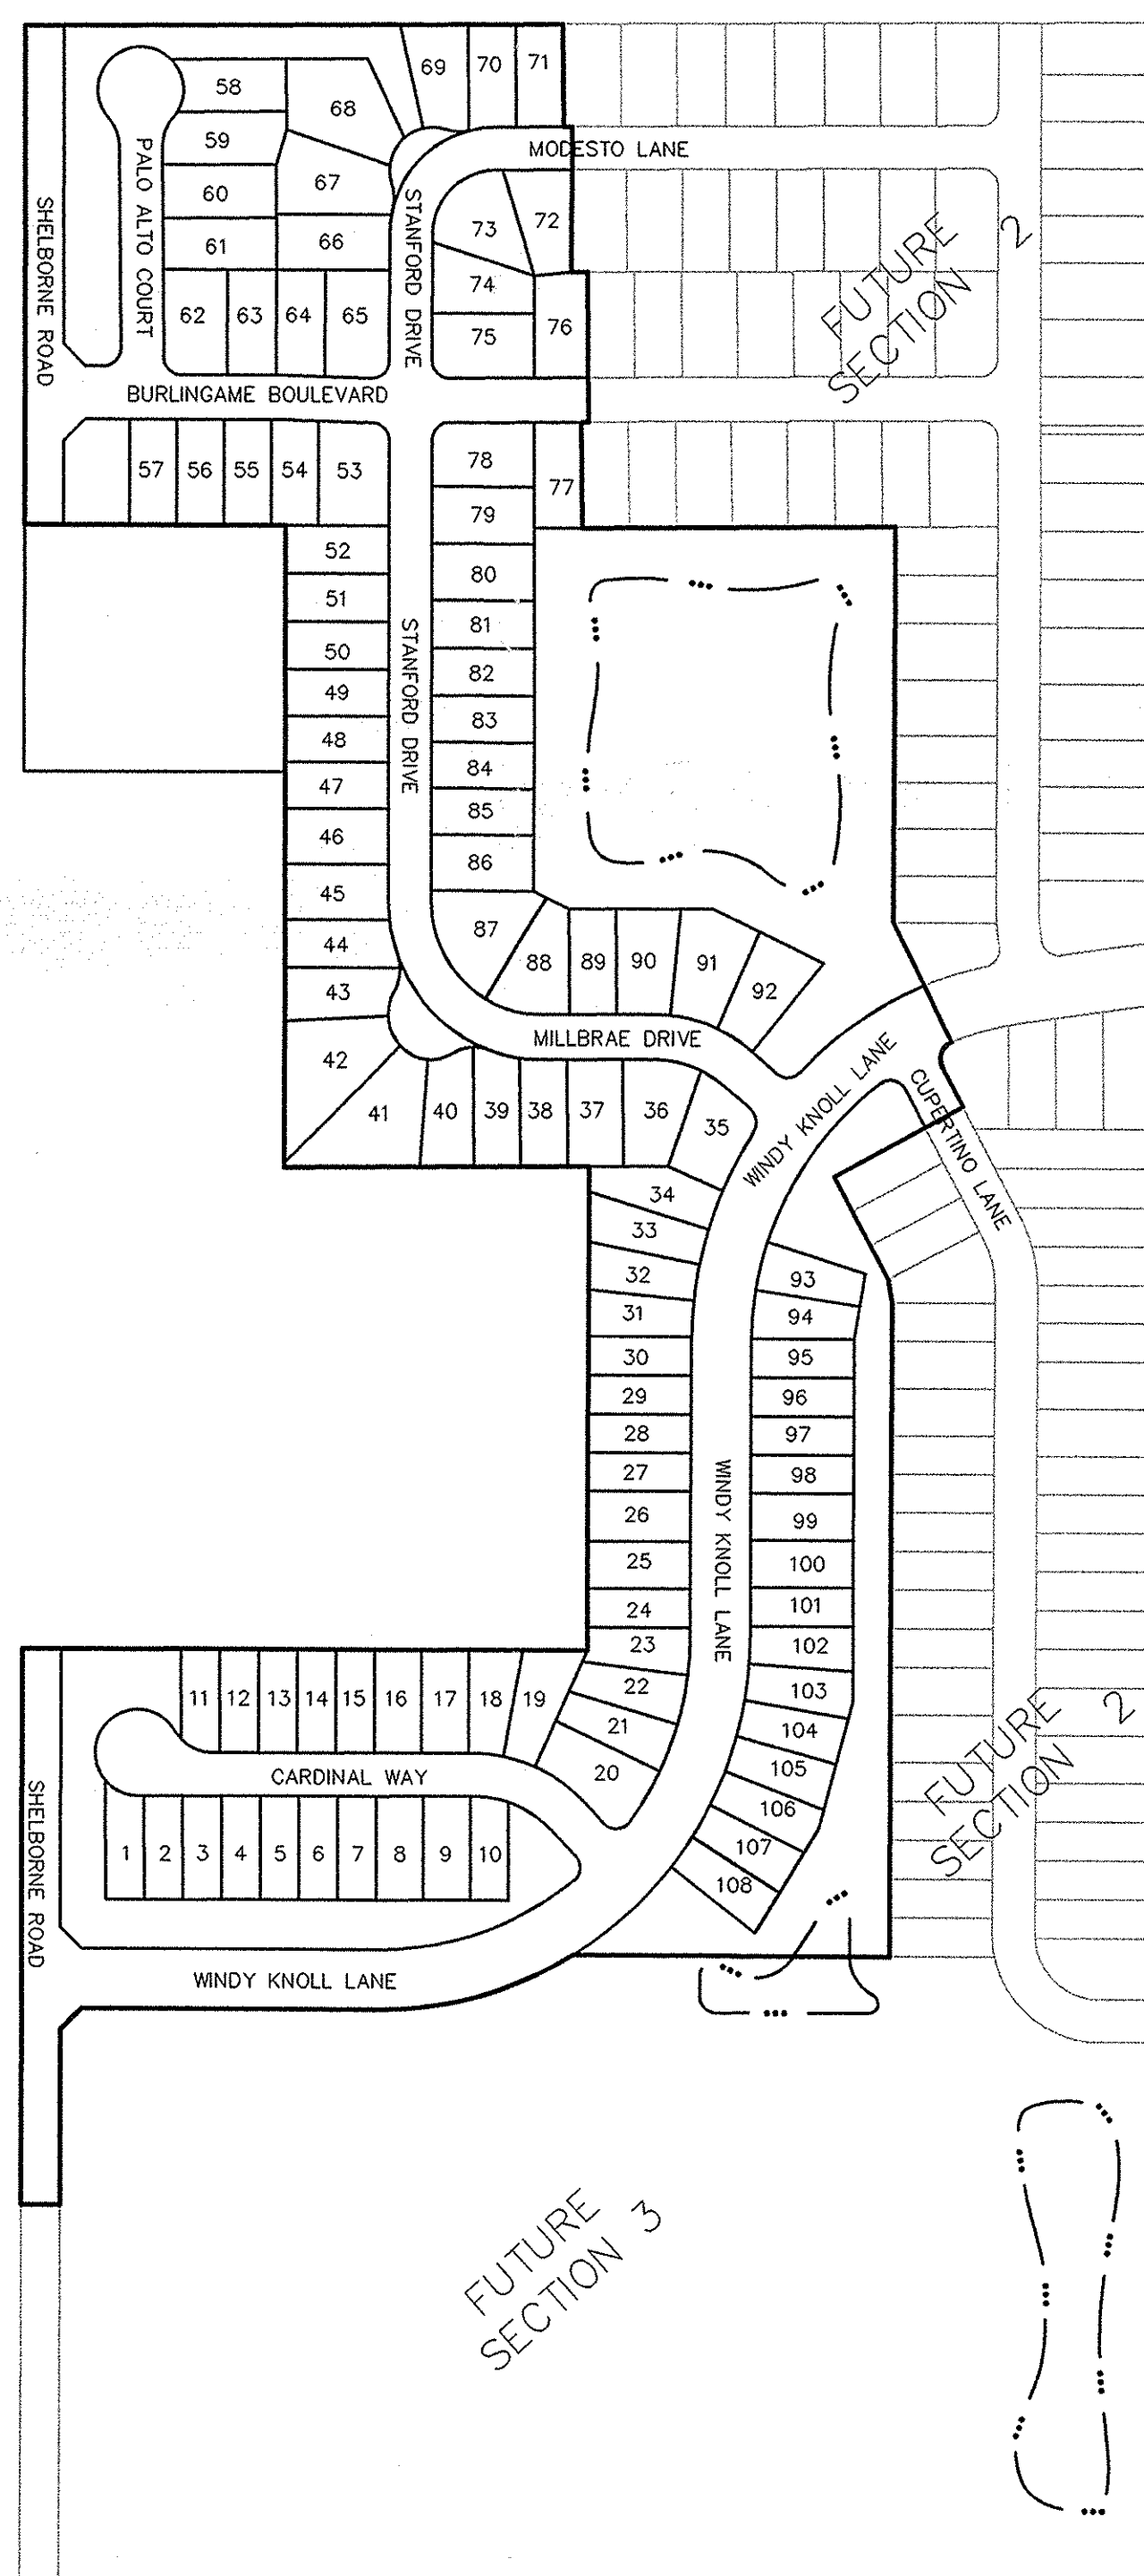 69 70 71
58
68
59
MODESTO LANE
PALO ALTO COURT
67
60
72
SHELBORNE ROAD
STANFORD DRIVE
73
61
66
74
62 63 64 65
75
76
FUTURE
SECTION 2
BURLINGAME BOULEVARD
57 56 55 54 53
78
77
79
52
80
51
81
50
82
49
83
STANFORD DRIVE
48
84
47
85
46
86
45
87
44
88 89 90 91 92
43
MILLBRAE DRIVE
42
41 40 39 38 37 36 35
WINDY KNOLL LANE
CUPERTINO LANE
34
33
32
93
31
94
30
95
29
96
28
97
27
98
26
99
WINDY KNOLL LANE
25
100
24
101
23
102
11 12 13 14 15 16 17 18 19
22
103
21
104
20
105
CARDINAL WAY
106
SHELBORNE ROAD
107
1 2 3 4 5 6 7 8 9 10
108
FUTURE
SECTION 2
WINDY KNOLL LANE
FUTURE
SECTION 3